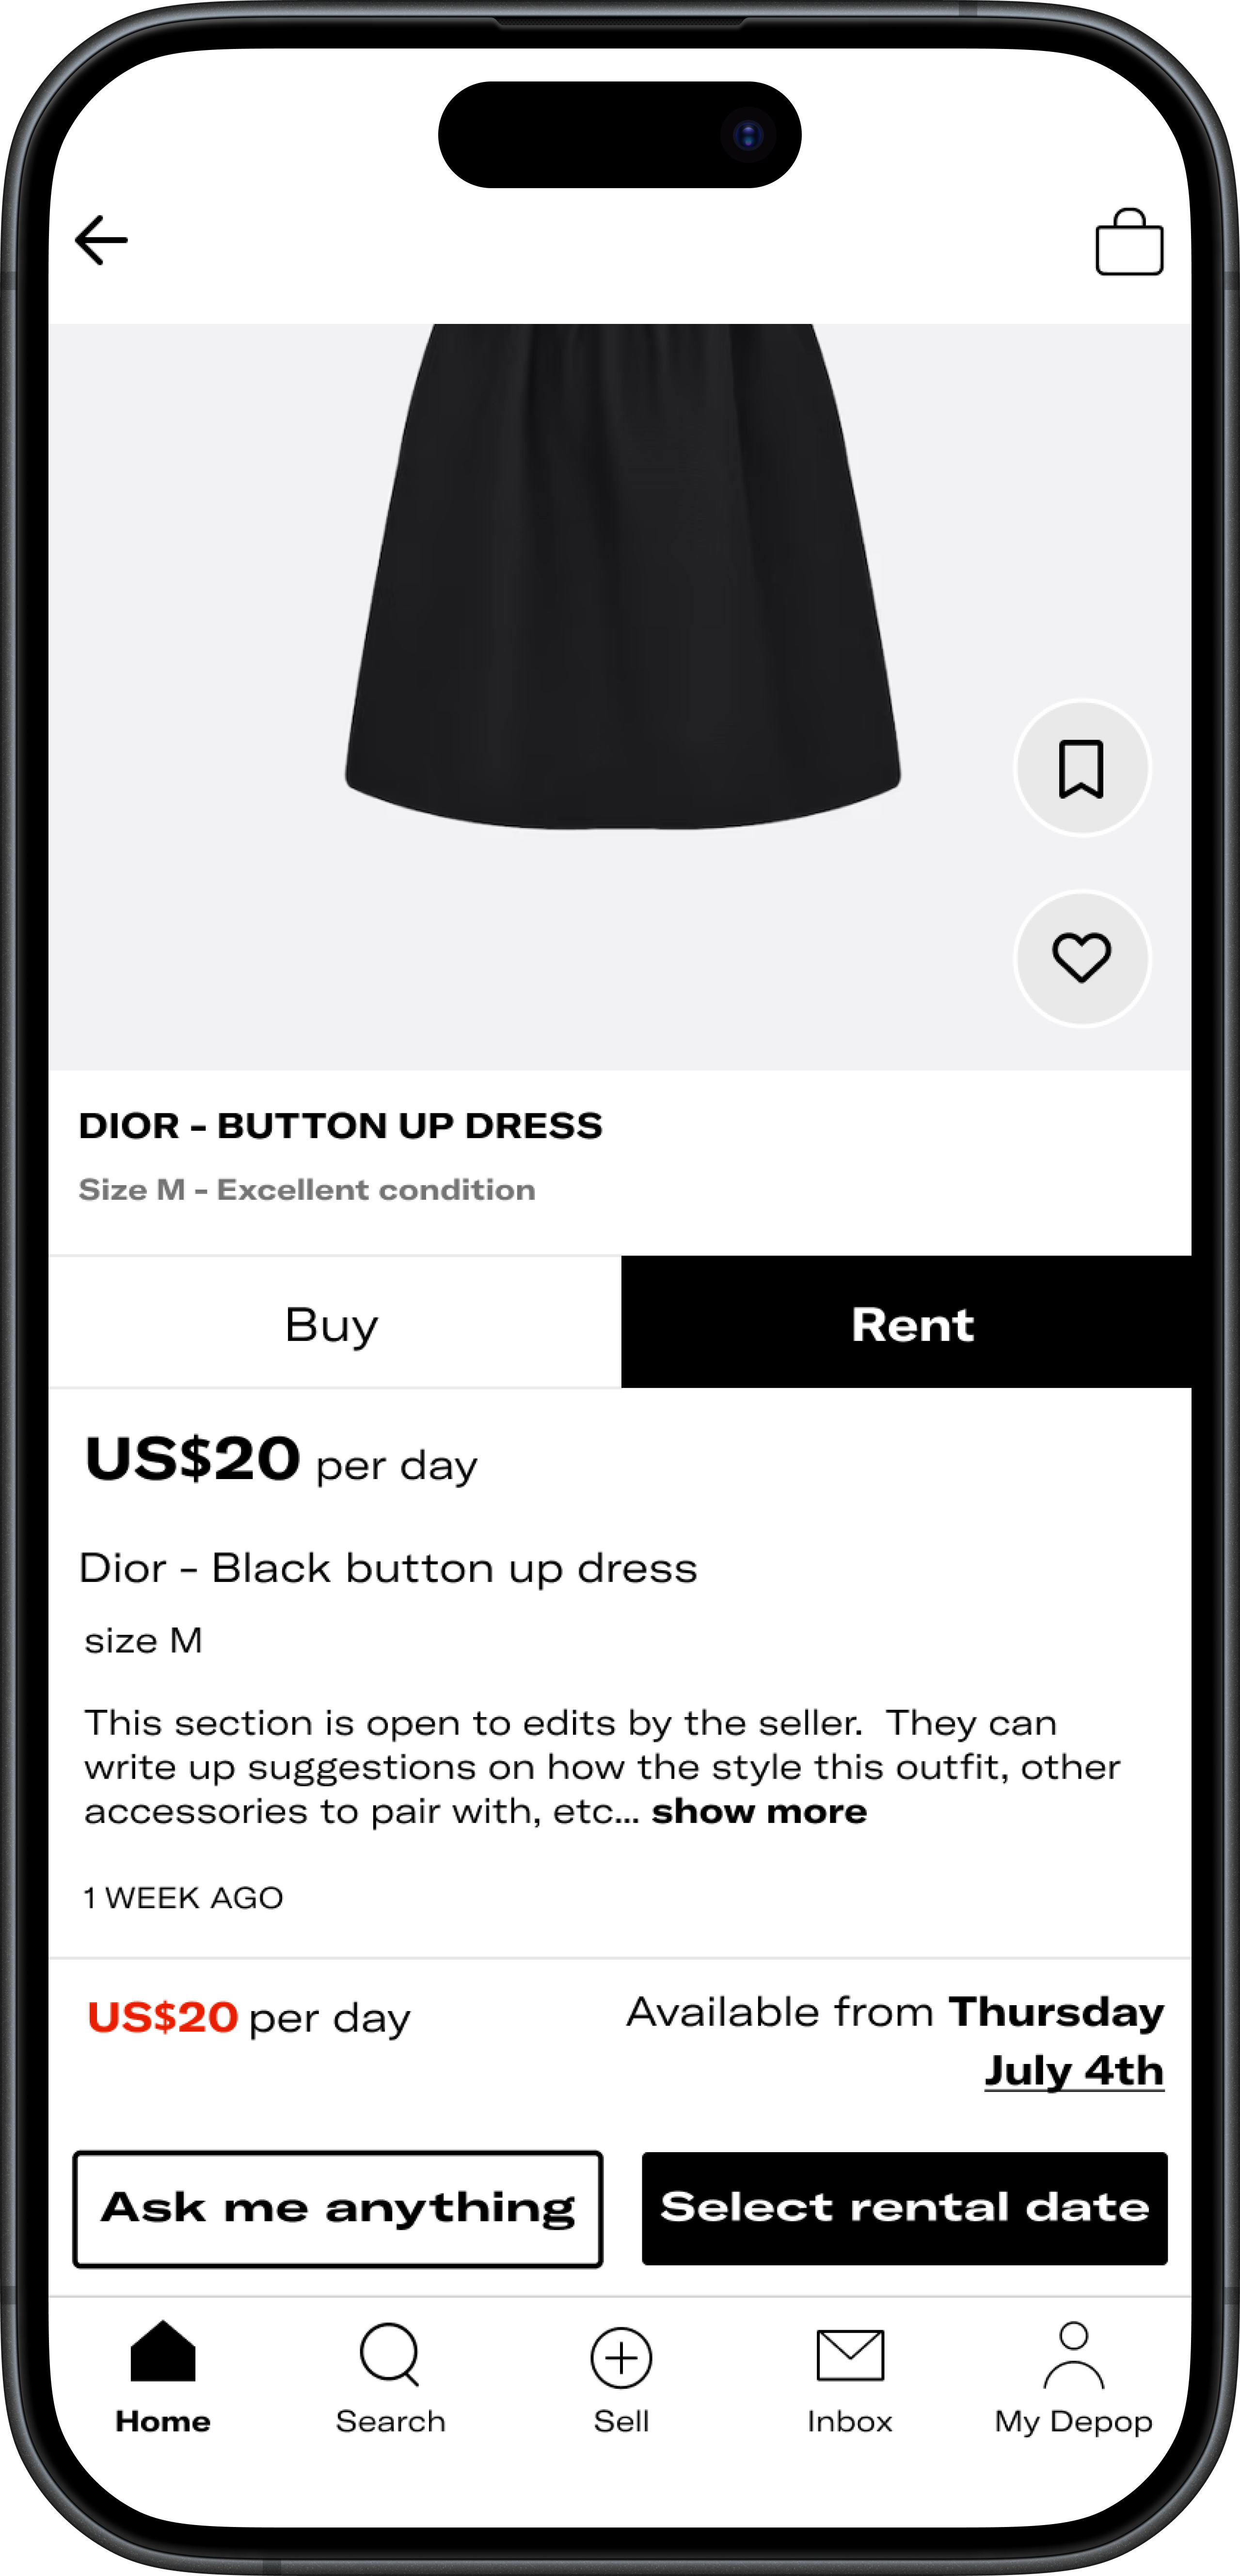 DIOR - BUTTON UP DRESS
Size M - Excellent condition
Buy
Rent
US$20 per day
Dior - Black button up dress
size M
This section is open to edits by the seller.  They can
write up suggestions on how the style this outfit, other
accessories to pair with, etc... show more
1 WEEK AGO
US$20 per day
Available from Thursday
July 4th
Ask me anything
Select rental date
Home
Search
Sell
Inbox
My Depop